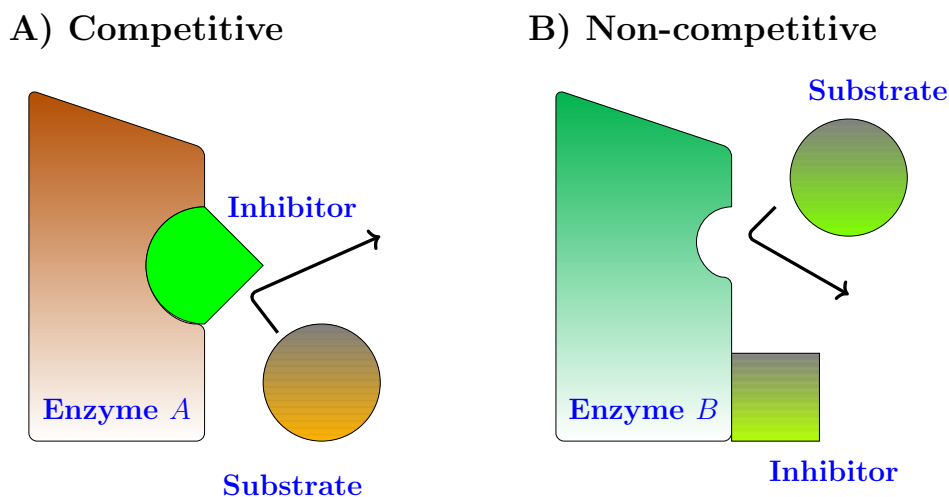 A) Competitive
Inhibitor
Enzyme A
Substrate
B) Non-competitive
Substrate
Enzyme B
Inhibitor